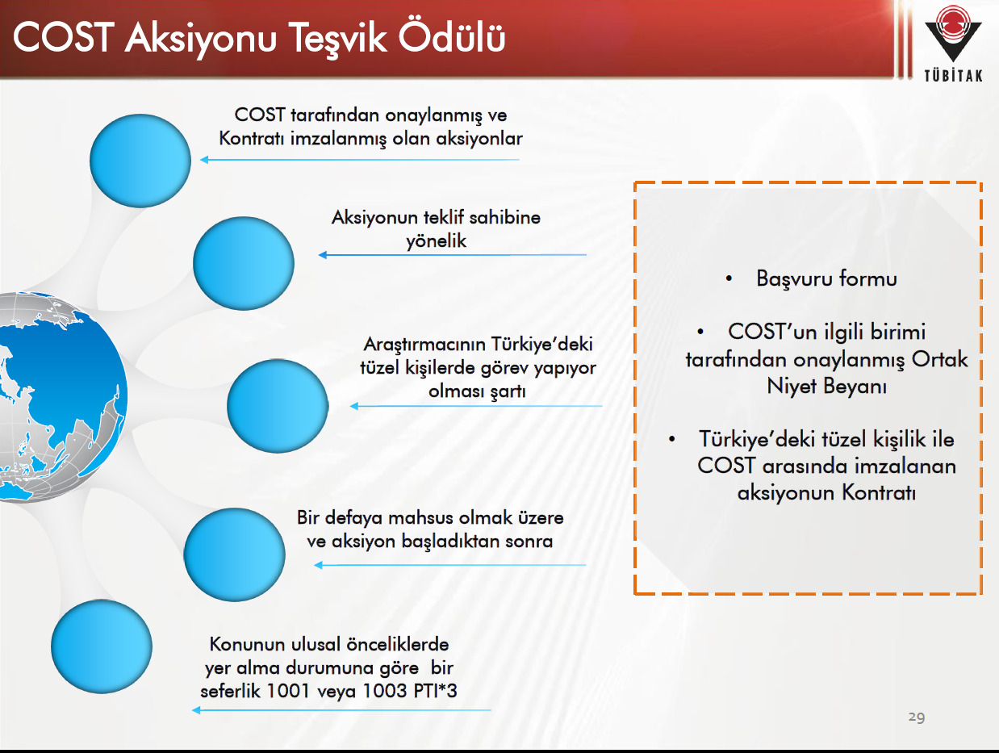 COST Aksiyonu Teşvik Ödülü
TÜBİTAK
COST tarafından onaylanmış ve
Kontratı imzalanmış olan aksiyonlar
Aksiyonun teklif sahibine
yönelik
Araştırmacının Türkiye’deki
tüzel kişilerde görev yapıyor
olması şartı
Bir defaya mahsus olmak üzere
ve aksiyon başladıktan sonra
Konunun ulusal önceliklerde
yer alma durumuna göre  bir
seferlik 1001 veya 1003 PTI*3
• Başvuru formu
• COST’un ilgili birimi
tarafından onaylanmış Ortak
Niyet Beyanı
• Türkiye’deki tüzel kişilik ile
COST arasında imzalanan
aksiyonun Kontratı
29